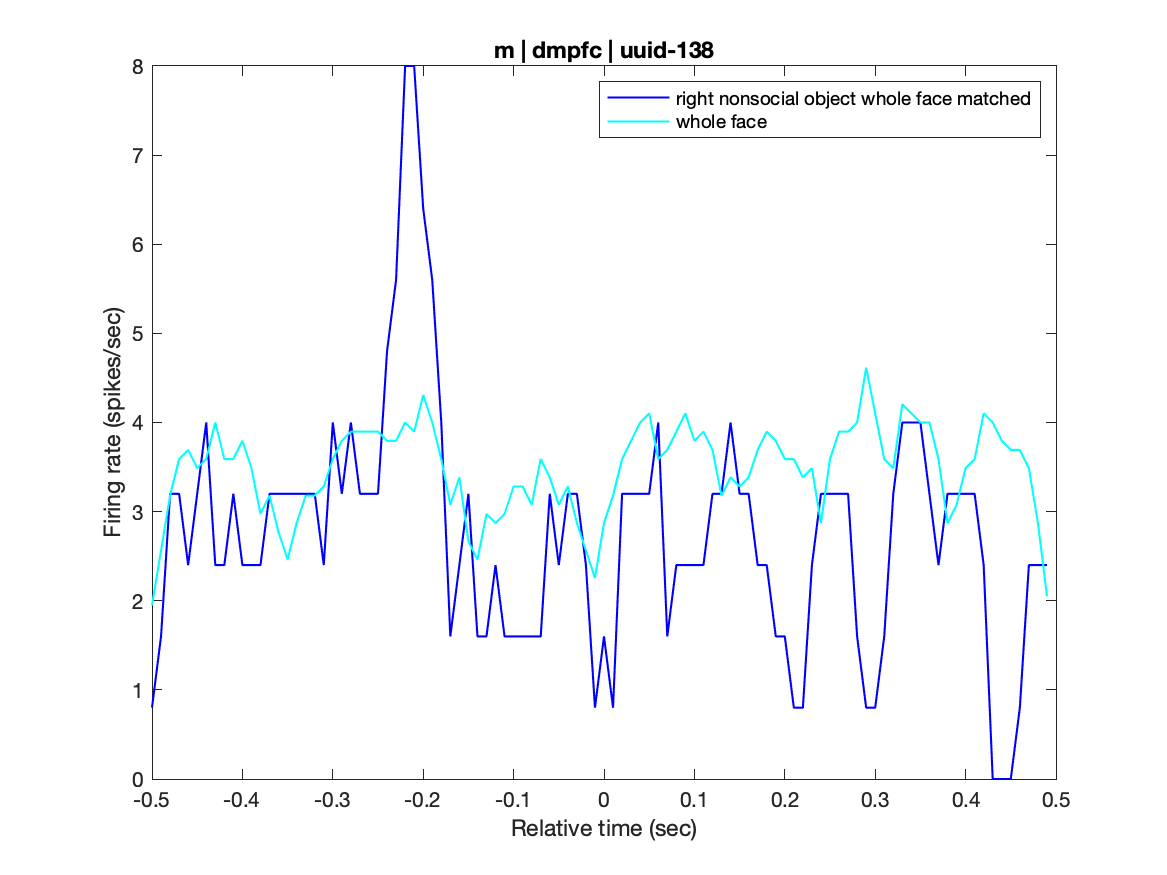 m | dmpfc | uuid-138
right nonsocial object whole face matched
whole face
Firing rate (spikes/sec)
8
7
6
5
4
3
2
1
0
-0.5 -0.4 -0.3 -0.2 -0.1 0 0.1 0.2 0.3 0.4 0.5
Relative time (sec)